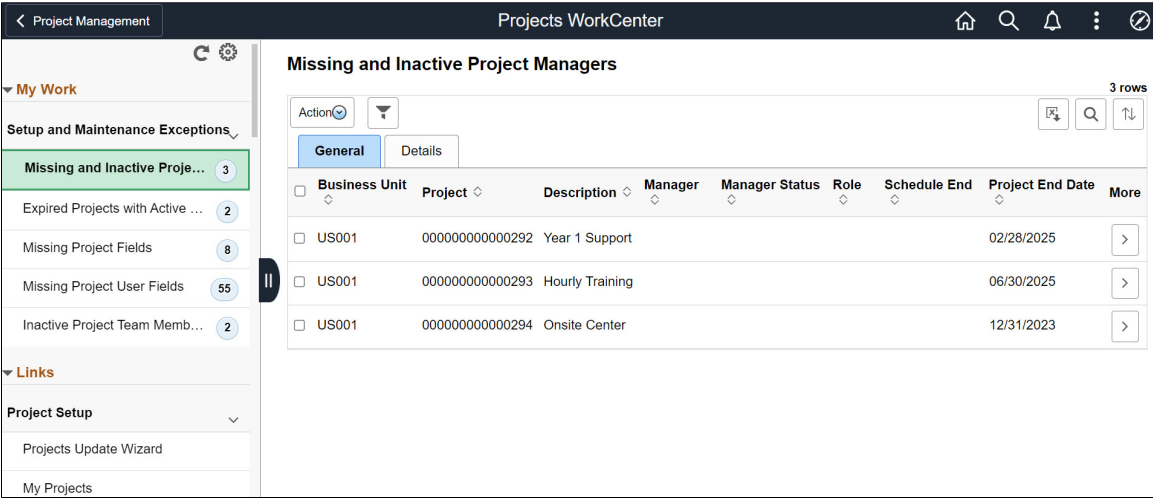 Project Management
Projects WorkCenter
My Work
Setup and Maintenance Exceptions
Missing and Inactive Proje... 3
Expired Projects with Active ... 2
Missing Project Fields 8
Missing Project User Fields 55
Inactive Project Team Memb... 2
Links
Project Setup
Projects Update Wizard
My Projects
Missing and Inactive Project Managers
3 rows
Action
General Details
Business Unit Project Description Manager Manager Status Role Schedule End Project End Date More
US001 000000000000292 Year 1 Support 02/28/2025
US001 000000000000293 Hourly Training 06/30/2025
US001 000000000000294 Onsite Center 12/31/2023